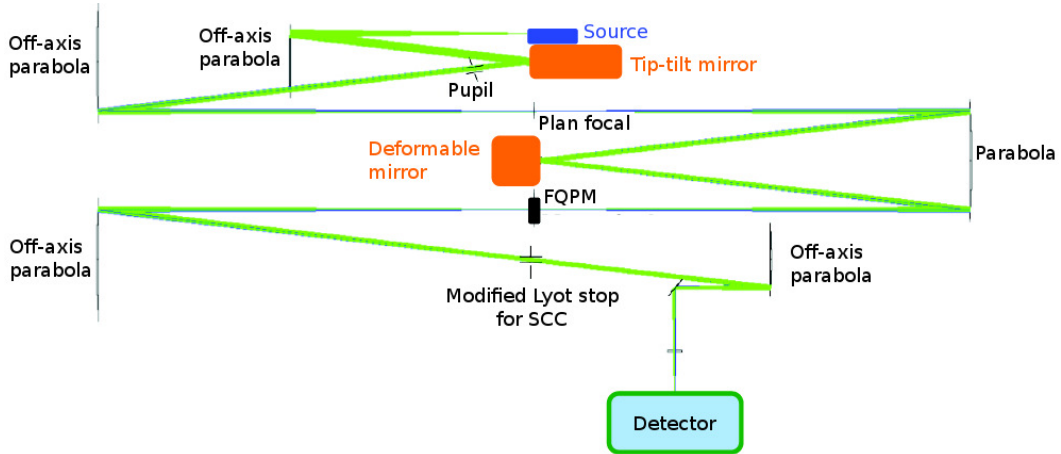 Off-axis
parabola
Off-axis
parabola
Source
Tip-tilt mirror
Pupil
Plan focal
Deformable
mirror
Parabola
FQPM
Off-axis
parabola
Off-axis
parabola
Modified Lyot stop
for SCC
Detector